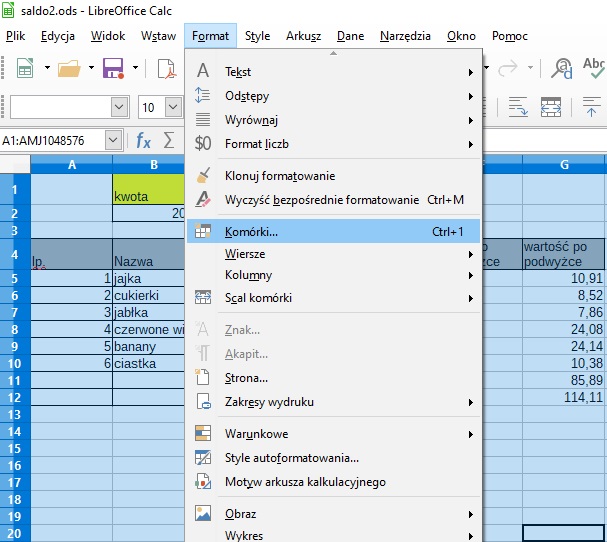 saldo2.ods - LibreOffice Calc
Plik Edycja Widok Wstaw Format Style Arkusz Dane Narzędzia Okno Pomoc
Tekst
Odstępy
Abc
Wyrównaj
10
Format liczb
A1:AMJ1048576 fx Σ $0
Klonuj formatowanie
Wyczyść bezpośrednie formatowanie Ctrl+M
Komórki... Ctrl+1
Wiersze
Kolumny
Scal komórki
Znak...
Akapit...
Strona...
Zakresy wydruku
Warunkowe
Style autoformatowania...
Motyw arkusza kalkulacyjnego
Obraz
Wykres
A B G
1 kwota
2 20
3
4 lp. Nazwa wartość po
podwyżce
5 1 jajka 10,91
6 2 cukierki 8,52
7 3 jabłka 7,86
8 4 czerwone wi 24,08
9 5 banany 24,14
10 6 ciastka 10,38
11 85,89
12 114,11
13
14
15
16
17
18
19
20